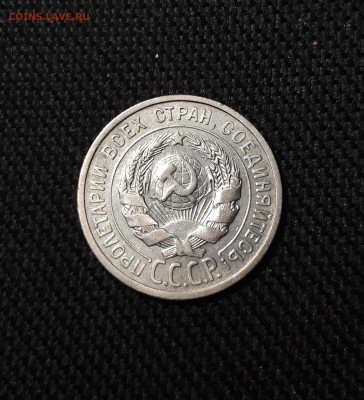 COINS.LAVE.RU
ПРОЛЕТАРИИ ВСЕХ СТРАН, СОЕДИНЯЙТЕСЬ!
С.С.С.Р.